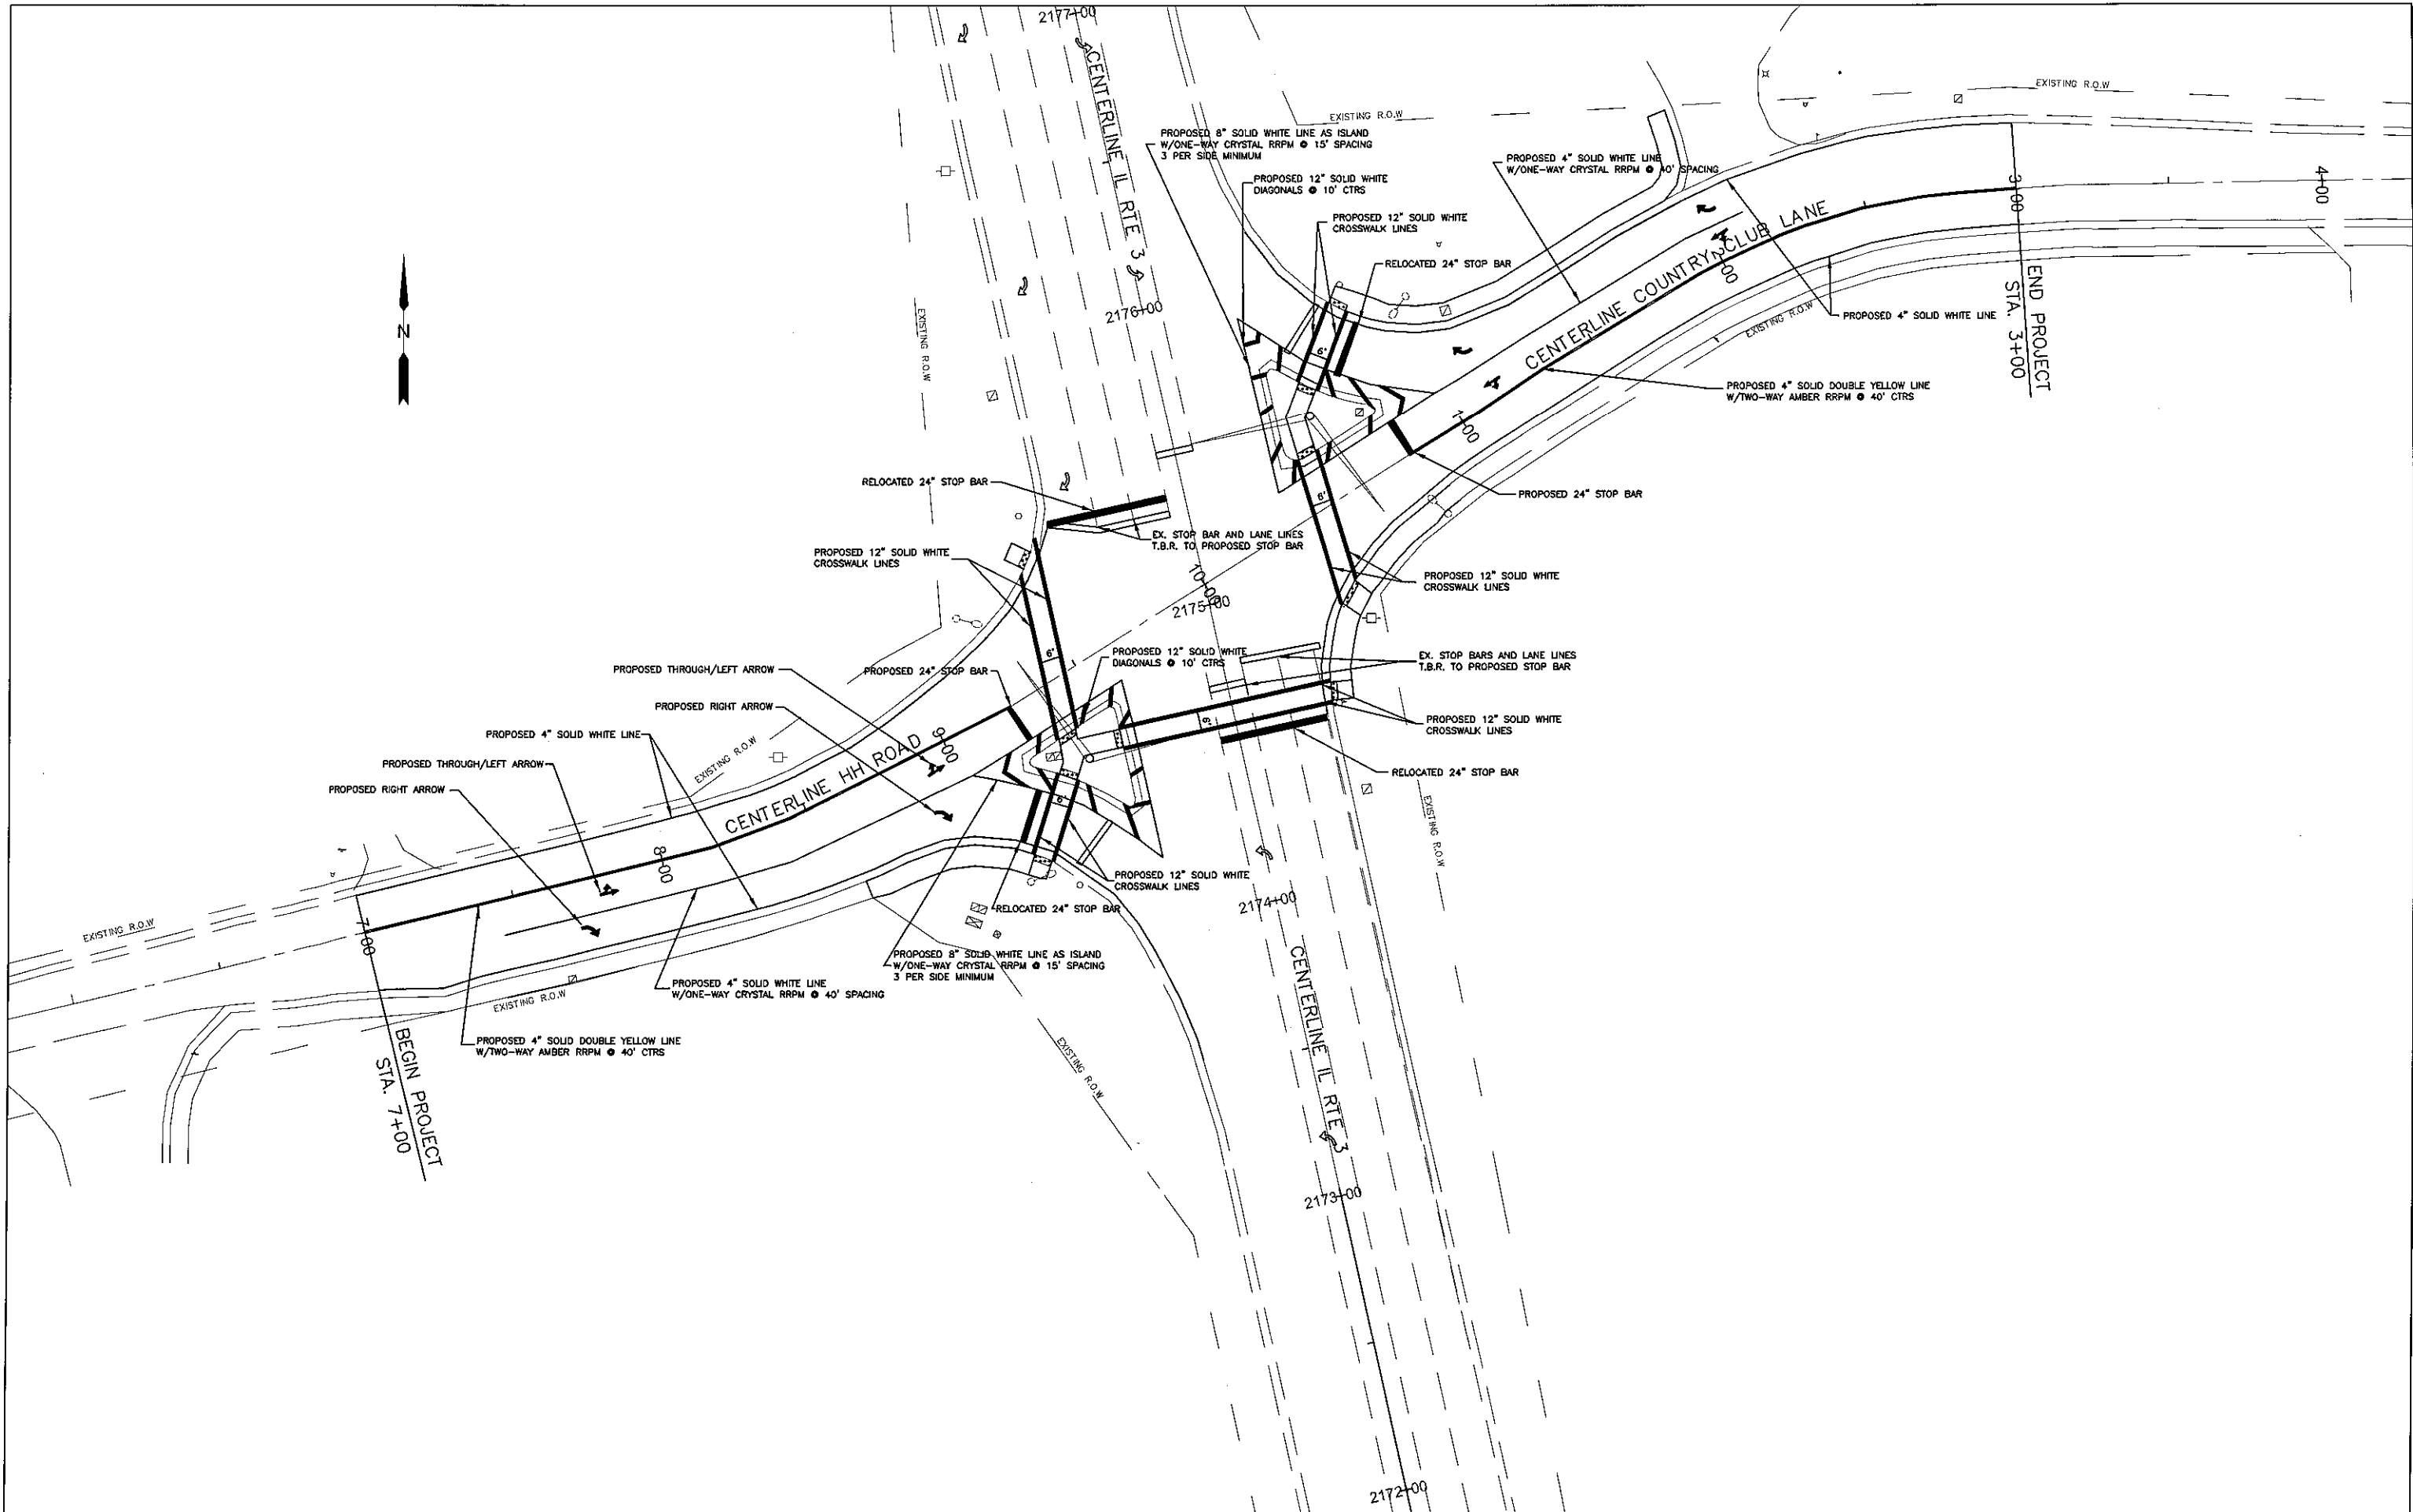 2177+00
CENTERLINE IL RTE 3
EXISTING R.O.W
EXISTING R.O.W
PROPOSED 8" SOLID WHITE LINE AS ISLAND
W/ONE-WAY CRYSTAL RRPM @ 15' SPACING
3 PER SIDE MINIMUM
PROPOSED 4" SOLID WHITE LINE
W/ONE-WAY CRYSTAL RRPM @ 40' SPACING
PROPOSED 12" SOLID WHITE
DIAGONALS @ 10' CTRS
PROPOSED 12" SOLID WHITE
CROSSWALK LINES
RELOCATED 24" STOP BAR
4+00
3+00
2+00
1+00
CENTERLINE COUNTRY CLUB LANE
END PROJECT
STA. 3+00
EXISTING R.O.W
PROPOSED 4" SOLID WHITE LINE
N
2176+00
EXISTING R.O.W
6'
PROPOSED 4" SOLID DOUBLE YELLOW LINE
W/TWO-WAY AMBER RRPM @ 40' CTRS
RELOCATED 24" STOP BAR
PROPOSED 24" STOP BAR
6'
EX. STOP BAR AND LANE LINES
T.B.R. TO PROPOSED STOP BAR
PROPOSED 12" SOLID WHITE
CROSSWALK LINES
10+00
2175+00
PROPOSED 12" SOLID WHITE
CROSSWALK LINES
6'
PROPOSED 12" SOLID WHITE
DIAGONALS @ 10' CTRS
EX. STOP BARS AND LANE LINES
T.B.R. TO PROPOSED STOP BAR
PROPOSED THROUGH/LEFT ARROW
PROPOSED 24" STOP BAR
PROPOSED RIGHT ARROW
6'
PROPOSED 12" SOLID WHITE
CROSSWALK LINES
PROPOSED 4" SOLID WHITE LINE
EXISTING R.O.W
9+00
CENTERLINE HH ROAD
PROPOSED THROUGH/LEFT ARROW
RELOCATED 24" STOP BAR
PROPOSED RIGHT ARROW
6'
EXISTING R.O.W
8+00
PROPOSED 12" SOLID WHITE
CROSSWALK LINES
2174+00
RELOCATED 24" STOP BAR
7+00
EXISTING R.O.W
PROPOSED 8" SOLID WHITE LINE AS ISLAND
W/ONE-WAY CRYSTAL RRPM @ 15' SPACING
3 PER SIDE MINIMUM
PROPOSED 4" SOLID WHITE LINE
W/ONE-WAY CRYSTAL RRPM @ 40' SPACING
EXISTING R.O.W
CENTERLINE IL RTE 3
PROPOSED 4" SOLID DOUBLE YELLOW LINE
W/TWO-WAY AMBER RRPM @ 40' CTRS
EXISTING R.O.W
BEGIN PROJECT
STA. 7+00
2173+00
2172+00